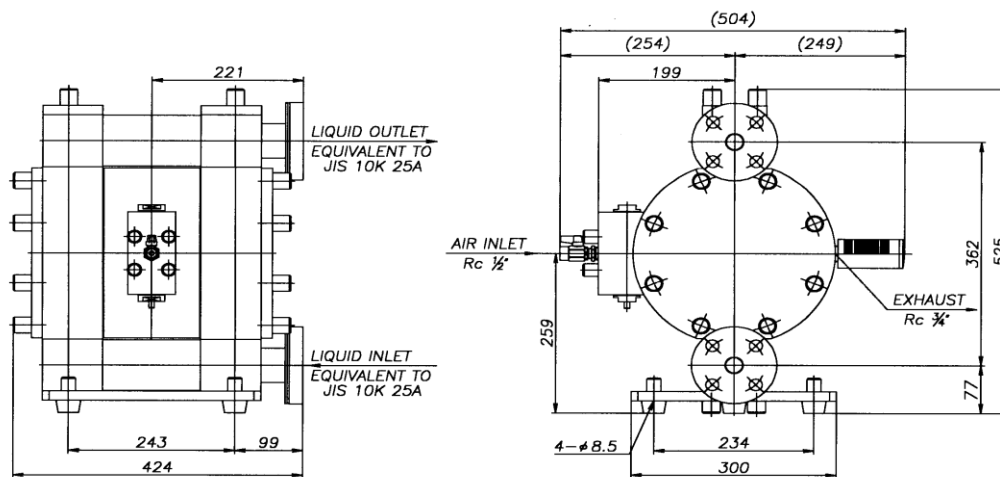 221
LIQUID OUTLET
EQUIVALENT TO
JIS 10K 25A
LIQUID INLET
EQUIVALENT TO
JIS 10K 25A
243
99
424
(504)
(254)
(249)
199
AIR INLET
Rc ½"
259
362
525
EXHAUST
Rc ¾"
77
4-φ8.5
234
300